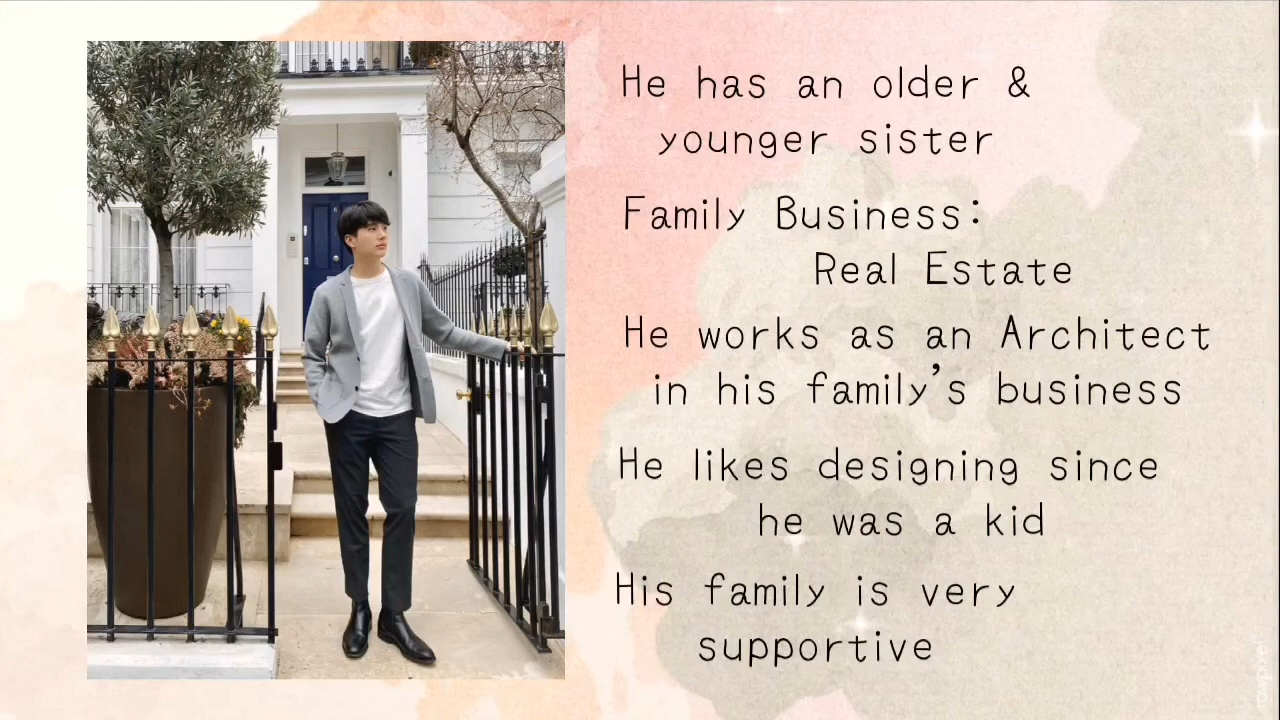 He has an older &
younger sister
Family Business:
Real Estate
He works as an Architect
in his family's business
He likes designing since
he was a kid
His family is very
supportive